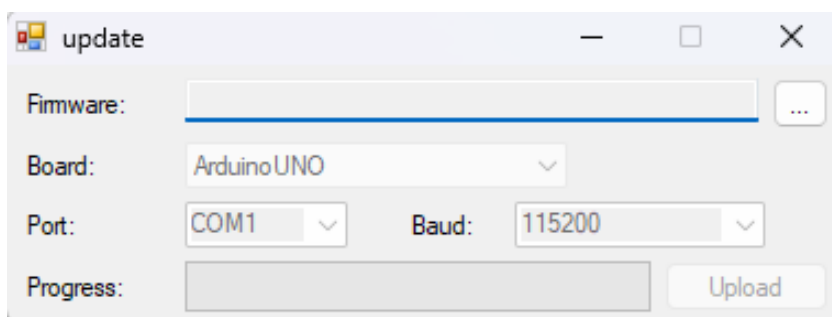 update
Firmware:
...
Board: ArduinoUNO
Port: COM1 Baud: 115200
Progress: Upload